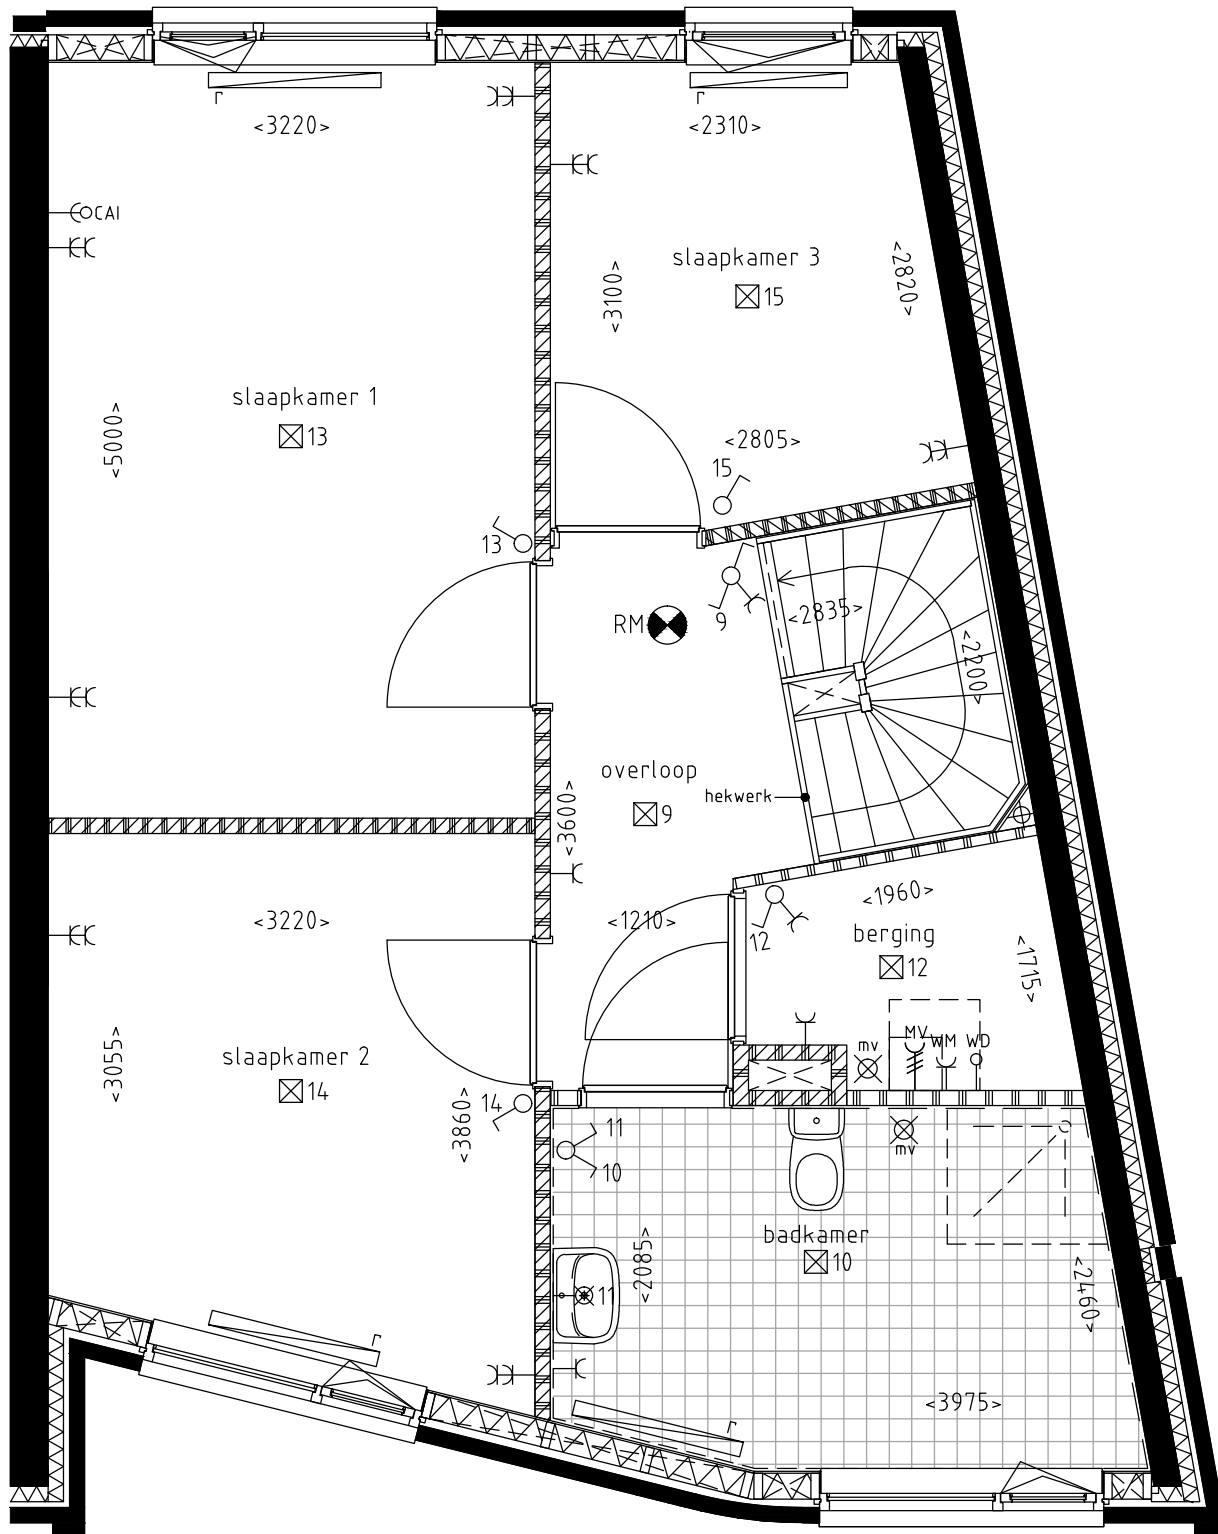 r
r
<3220>
<2310>
CAI
slaapkamer 3
15
<3100>
<2820>
slaapkamer 1
13
<5000>
<2805>
15
13
RM
9
<2835>
<2200>
overloop
9
hekwerk
<3600>
<3220>
<1210>
<1960>
12
berging
12
<1715>
<3055>
slaapkamer 2
14
mv
MV
WM
WD
14
<3860>
11
10
mv
badkamer
10
<2085>
11
<2460>
r
<3975>
r